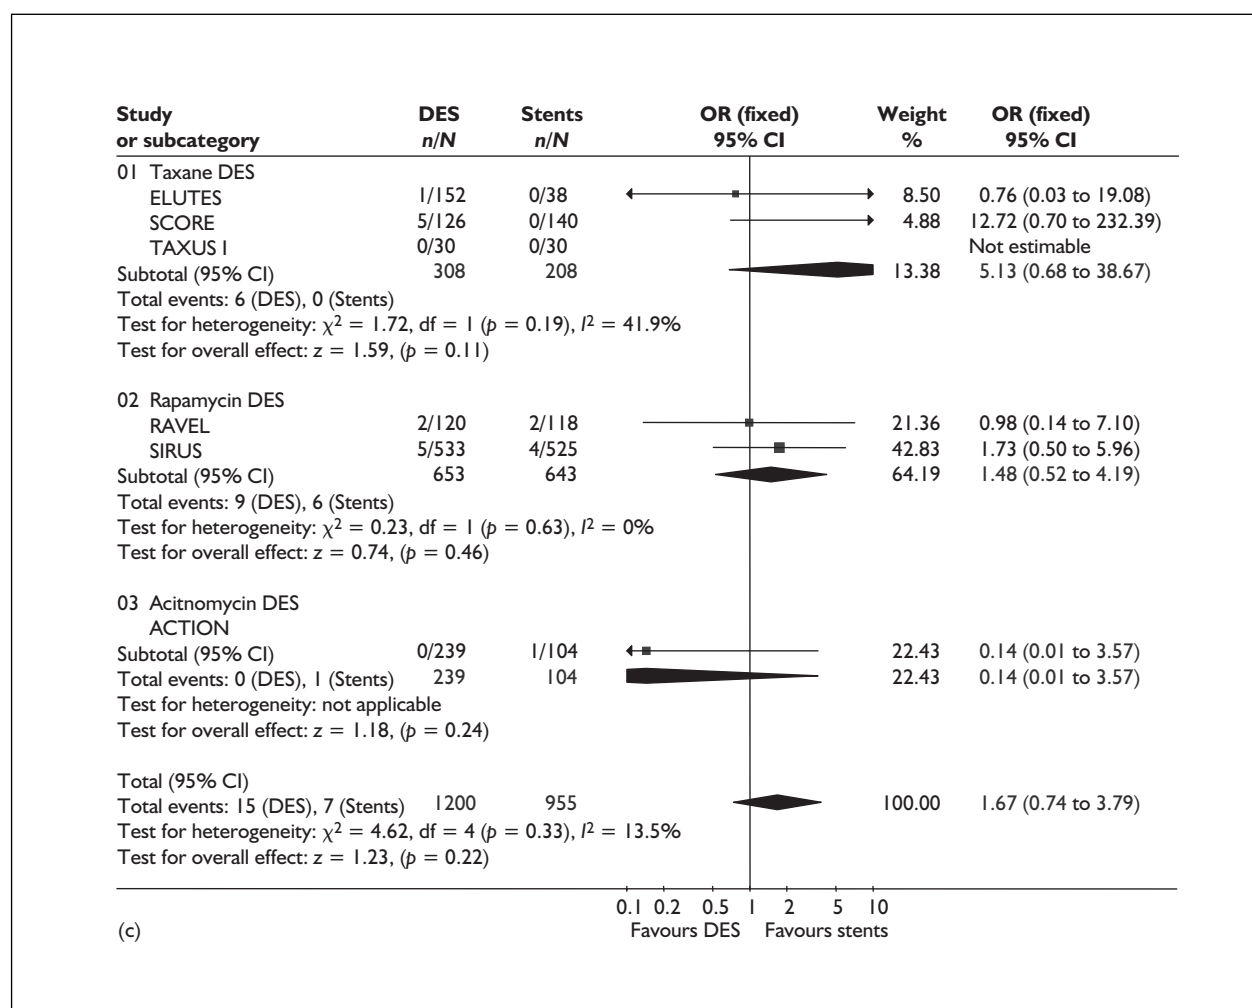 Study DES Stents OR (fixed) Weight OR (fixed)
or subcategory n/N n/N 95% CI % 95% CI
01 Taxane DES
ELUTES 1/152 0/38 8.50 0.76 (0.03 to 19.08)
SCORE 5/126 0/140 4.88 12.72 (0.70 to 232.39)
TAXUS I 0/30 0/30 Not estimable
Subtotal (95% CI) 308 208 13.38 5.13 (0.68 to 38.67)
Total events: 6 (DES), 0 (Stents)
Test for heterogeneity: χ² = 1.72, df = 1 (p = 0.19), I² = 41.9%
Test for overall effect: z = 1.59, (p = 0.11)
02 Rapamycin DES
RAVEL 2/120 2/118 21.36 0.98 (0.14 to 7.10)
SIRUS 5/533 4/525 42.83 1.73 (0.50 to 5.96)
Subtotal (95% CI) 653 643 64.19 1.48 (0.52 to 4.19)
Total events: 9 (DES), 6 (Stents)
Test for heterogeneity: χ² = 0.23, df = 1 (p = 0.63), I² = 0%
Test for overall effect: z = 0.74, (p = 0.46)
03 Acitnomycin DES
ACTION
Subtotal (95% CI) 0/239 1/104 22.43 0.14 (0.01 to 3.57)
Total events: 0 (DES), 1 (Stents) 239 104 22.43 0.14 (0.01 to 3.57)
Test for heterogeneity: not applicable
Test for overall effect: z = 1.18, (p = 0.24)
Total (95% CI)
Total events: 15 (DES), 7 (Stents) 1200 955 100.00 1.67 (0.74 to 3.79)
Test for heterogeneity: χ² = 4.62, df = 4 (p = 0.33), I² = 13.5%
Test for overall effect: z = 1.23, (p = 0.22)
0.1 0.2 0.5 1 2 5 10
(c) Favours DES Favours stents